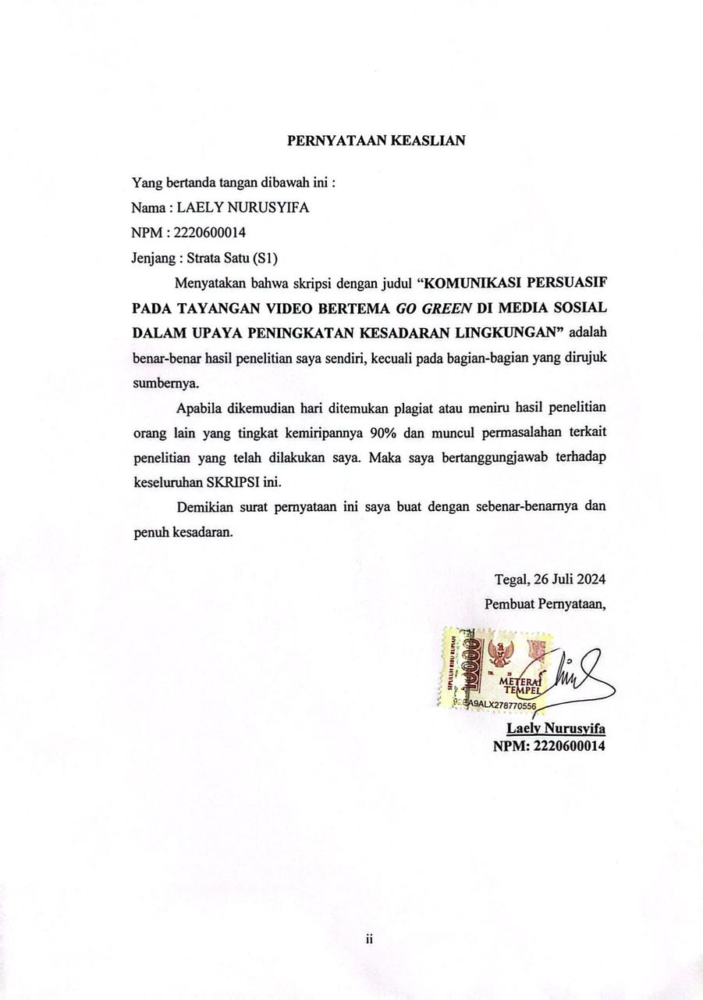 PERNYATAAN KEASLIAN
Yang bertanda tangan dibawah ini :
Nama : LAELY NURUSYIFA
NPM : 2220600014
Jenjang : Strata Satu (S1)
Menyatakan bahwa skripsi dengan judul “KOMUNIKASI PERSUASIF
PADA TAYANGAN VIDEO BERTEMA GO GREEN DI MEDIA SOSIAL
DALAM UPAYA PENINGKATAN KESADARAN LINGKUNGAN” adalah
benar-benar hasil penelitian saya sendiri, kecuali pada bagian-bagian yang dirujuk
sumbernya.
Apabila dikemudian hari ditemukan plagiat atau meniru hasil penelitian
orang lain yang tingkat kemiripannya 90% dan muncul permasalahan terkait
penelitian yang telah dilakukan saya. Maka saya bertanggungjawab terhadap
keseluruhan SKRIPSI ini.
Demikian surat pernyataan ini saya buat dengan sebenar-benarnya dan
penuh kesadaran.
Tegal, 26 Juli 2024
Pembuat Pernyataan,
SEPULUH RIBU RUPIAH
10000
METERAI
TEMPEL
Laely Nurusyifa
NPM: 2220600014
ii